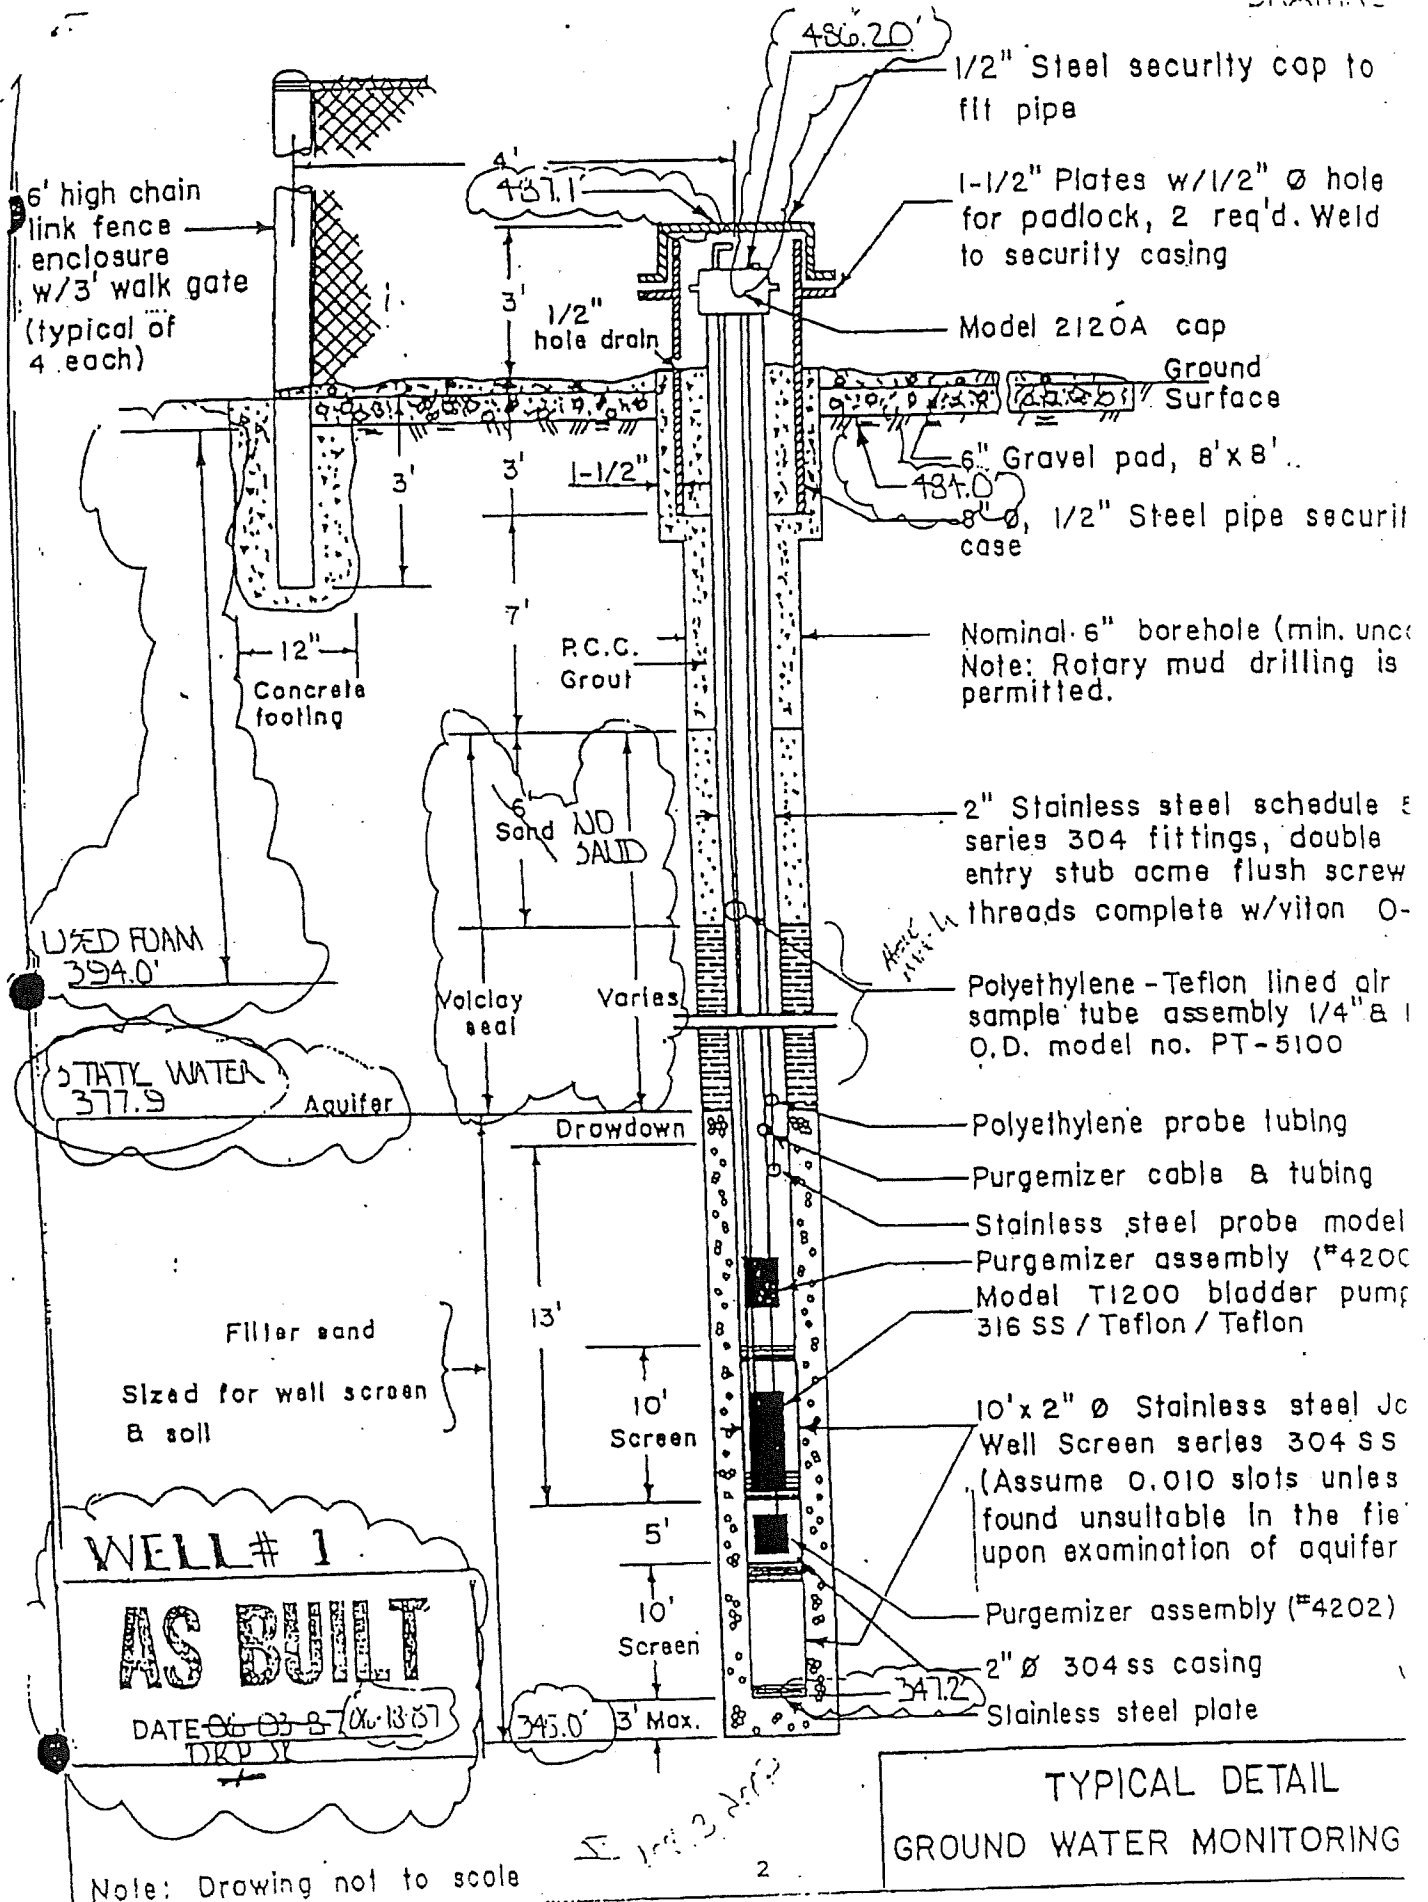 486.20'
1/2" Steel security cap to
fit pipe
4'
487.1'
6' high chain
link fence
enclosure
w/3' walk gate
(typical of
4 each)
1-1/2" Plates w/1/2" Ø hole
for padlock, 2 req'd. Weld
to security casing
3'
1/2"
hole drain
Model 2120A cap
Ground
Surface
3'
3'
1-1/2"
6" Gravel pad, 8'x8'
484.0'
8" Ø, 1/2" Steel pipe
case
7'
12"
Concrete
footing
P.C.C.
Grout
Nominal 6" borehole (min.
Note: Rotary mud drilling is
permitted.
6'
Sand
NO
SAND
2" Stainless steel schedule 5
series 304 fittings, double
entry stub acme flush screw
threads complete w/viton O-
USED FOAM
394.0'
Volclay
seal
Varies
Polyethylene-Teflon lined air
sample tube assembly 1/4" &
O.D. model no. PT-5100
STATIC WATER
377.9
Aquifer
Drawdown
Polyethylene probe tubing
Purgemizer cable & tubing
Stainless steel probe model
Purgemizer assembly (#4200
Model T1200 bladder pump
316 SS / Teflon / Teflon
13'
Filter sand
Sized for well screen
& soil
10'
Screen
10'x2" Ø Stainless steel
Well Screen series 304 SS
(Assume 0.010 slots
found unsuitable in the
upon examination of aquifer
5'
WELL# 1
AS BUILT
10'
Screen
Purgemizer assembly (#4202)
2" Ø 304 ss casing
347.2'
Stainless steel plate
DATE 06-03-87 06-13-87
345.0'
3' Max.
TYPICAL DETAIL
GROUND WATER MONITORING
Note: Drawing not to scale
2